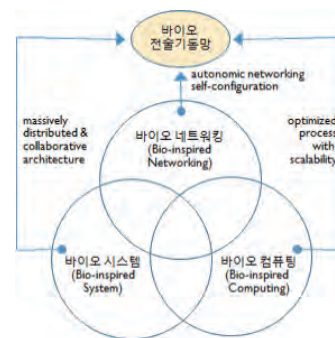 바이오
전술기동망
autonomic networking
self-configuration
massively
distributed &
collaborative
architecture
optimized
process
with
scalability
바이오 네트워킹
(Bio-inspired
Networking)
바이오 시스템
(Bio-inspired
System)
바이오 컴퓨팅
(Bio-inspired
Computing)